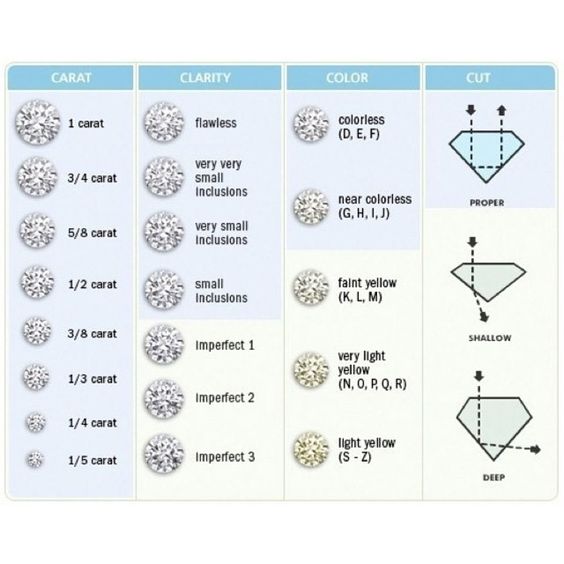 CARAT
1 carat
3/4 carat
5/8 carat
1/2 carat
3/8 carat
1/3 carat
1/4 carat
1/5 carat
CLARITY
flawless
very very
small
inclusions
very small
inclusions
small
inclusions
imperfect 1
imperfect 2
imperfect 3
COLOR
colorless
(D, E, F)
near colorless
(G, H, I, J)
faint yellow
(K, L, M)
very light
yellow
(N, O, P, Q, R)
light yellow
(S - Z)
CUT
PROPER
SHALLOW
DEEP